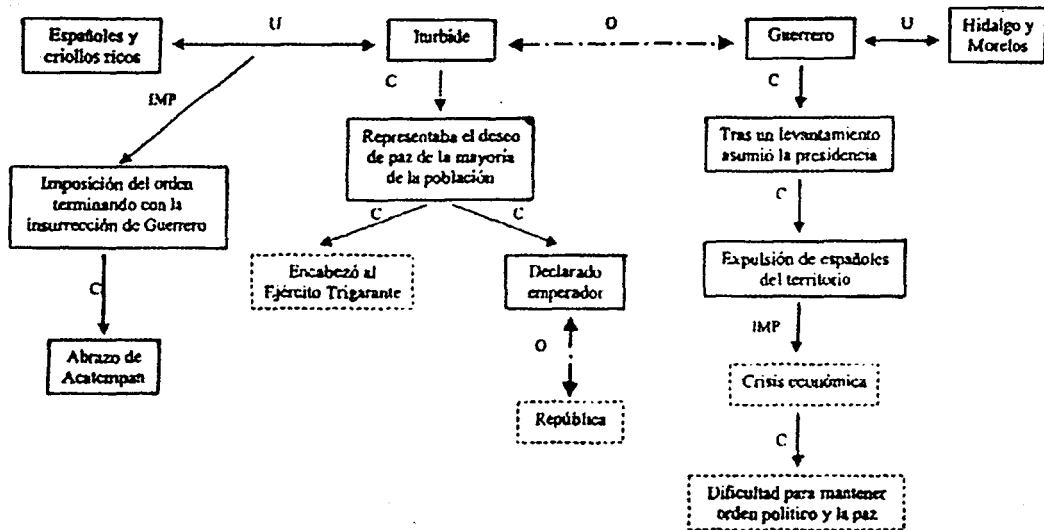 Españoles y
criollos ricos
U
Iturbide
O
Guerrero
U
Hidalgo y
Morelos
IMP
C
C
Representaba el deseo
de paz de la mayoría
de la población
Tras un levantamiento
asumió la presidencia
Imposición del orden
terminando con la
insurrección de Guerrero
C
C
C
Encabezó al
Ejército Trigarante
Declarado
emperador
Expulsión de españoles
del territorio
C
O
IMP
Abrazo de
Acatempan
Crisis económica
República
C
Dificultad para mantener
orden político y la paz